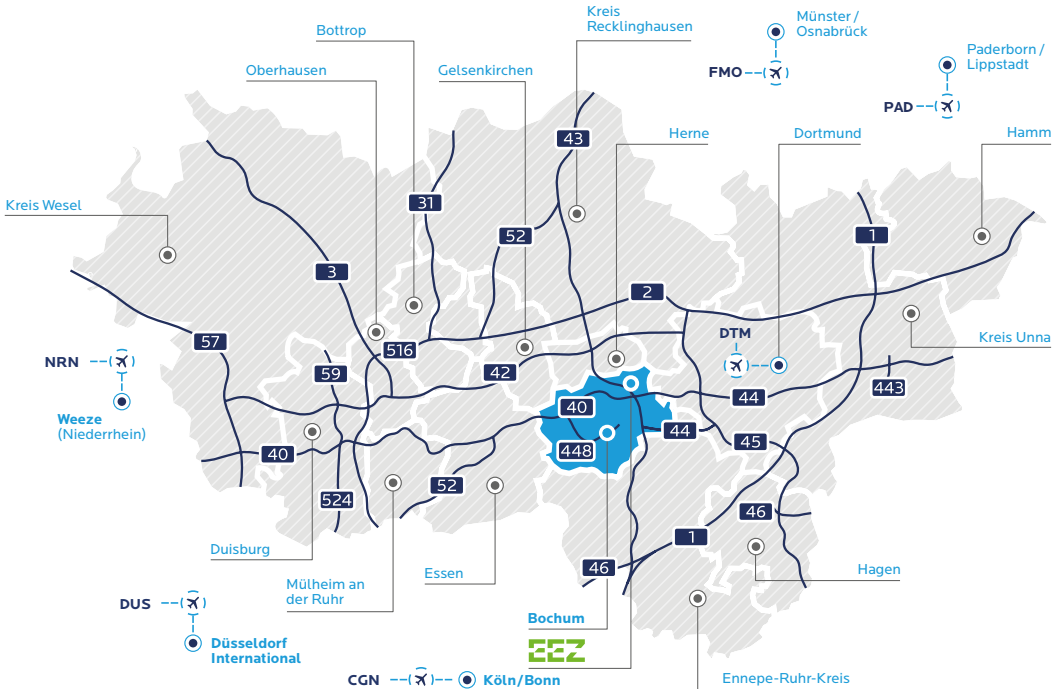 Kreis
Recklinghausen
Münster /
Osnabrück
Bottrop
Paderborn /
Lippstadt
Oberhausen
Gelsenkirchen
FMO
PAD
Herne
Dortmund
Hamm
43
Kreis Wesel
31
52
1
3
2
57
DTM
Kreis Unna
516
NRN
59
42
443
44
40
Weeze
(Niederrhein)
44
45
40
448
52
524
46
1
Duisburg
46
Essen
Hagen
Mülheim an
der Ruhr
DUS
Bochum
Düsseldorf
International
EEZ
CGN
Köln/Bonn
Ennepe-Ruhr-Kreis